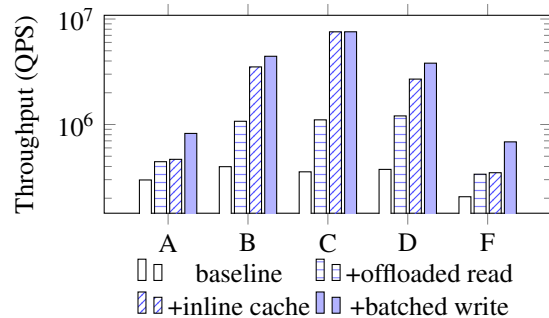 Throughput (QPS)
10^7
10^6
A B C D F
baseline +offloaded read
+inline cache +batched write